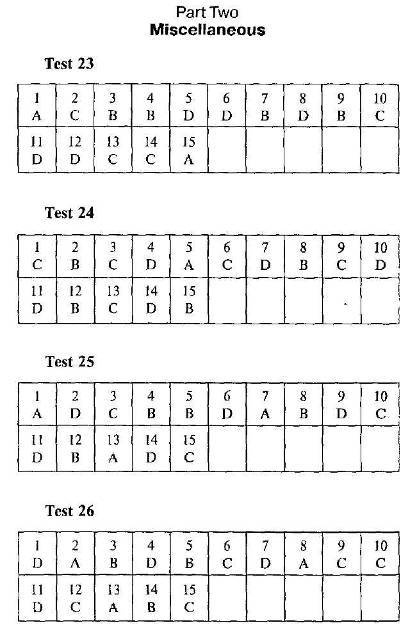 Part Two
Miscellaneous
Test 23
1 2 3 4 5 6 7 8 9 10
A C B B D D B D B C
11 12 13 14 15
D D C C A
Test 24
1 2 3 4 5 6 7 8 9 10
C B C D A C D B C D
11 12 13 14 15
D B C D B
Test 25
1 2 3 4 5 6 7 8 9 10
A D C B B D A B D C
11 12 13 14 15
D B A D C
Test 26
1 2 3 4 5 6 7 8 9 10
D A B D B C D A C C
11 12 13 14 15
D C A B C